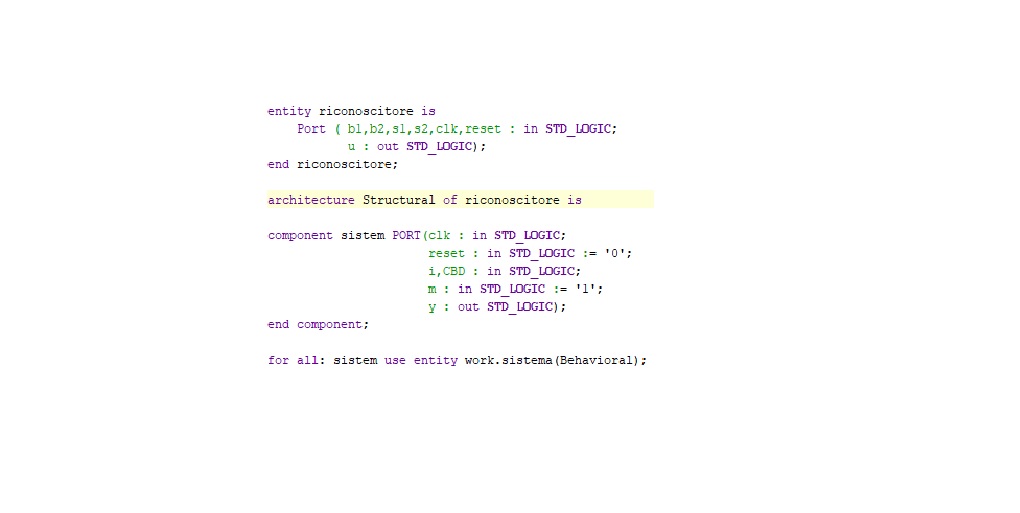 entity riconoscitore is
Port ( b1,b2,s1,s2,clk,reset : in STD_LOGIC;
u : out STD_LOGIC);
end riconoscitore;
architecture Structural of riconoscitore is
component sistem PORT(clk : in STD_LOGIC;
reset : in STD_LOGIC := '0';
i,CBD : in STD_LOGIC;
m : in STD_LOGIC := '1';
y : out STD_LOGIC);
end component;
for all: sistem use entity work.sistema(Behavioral);